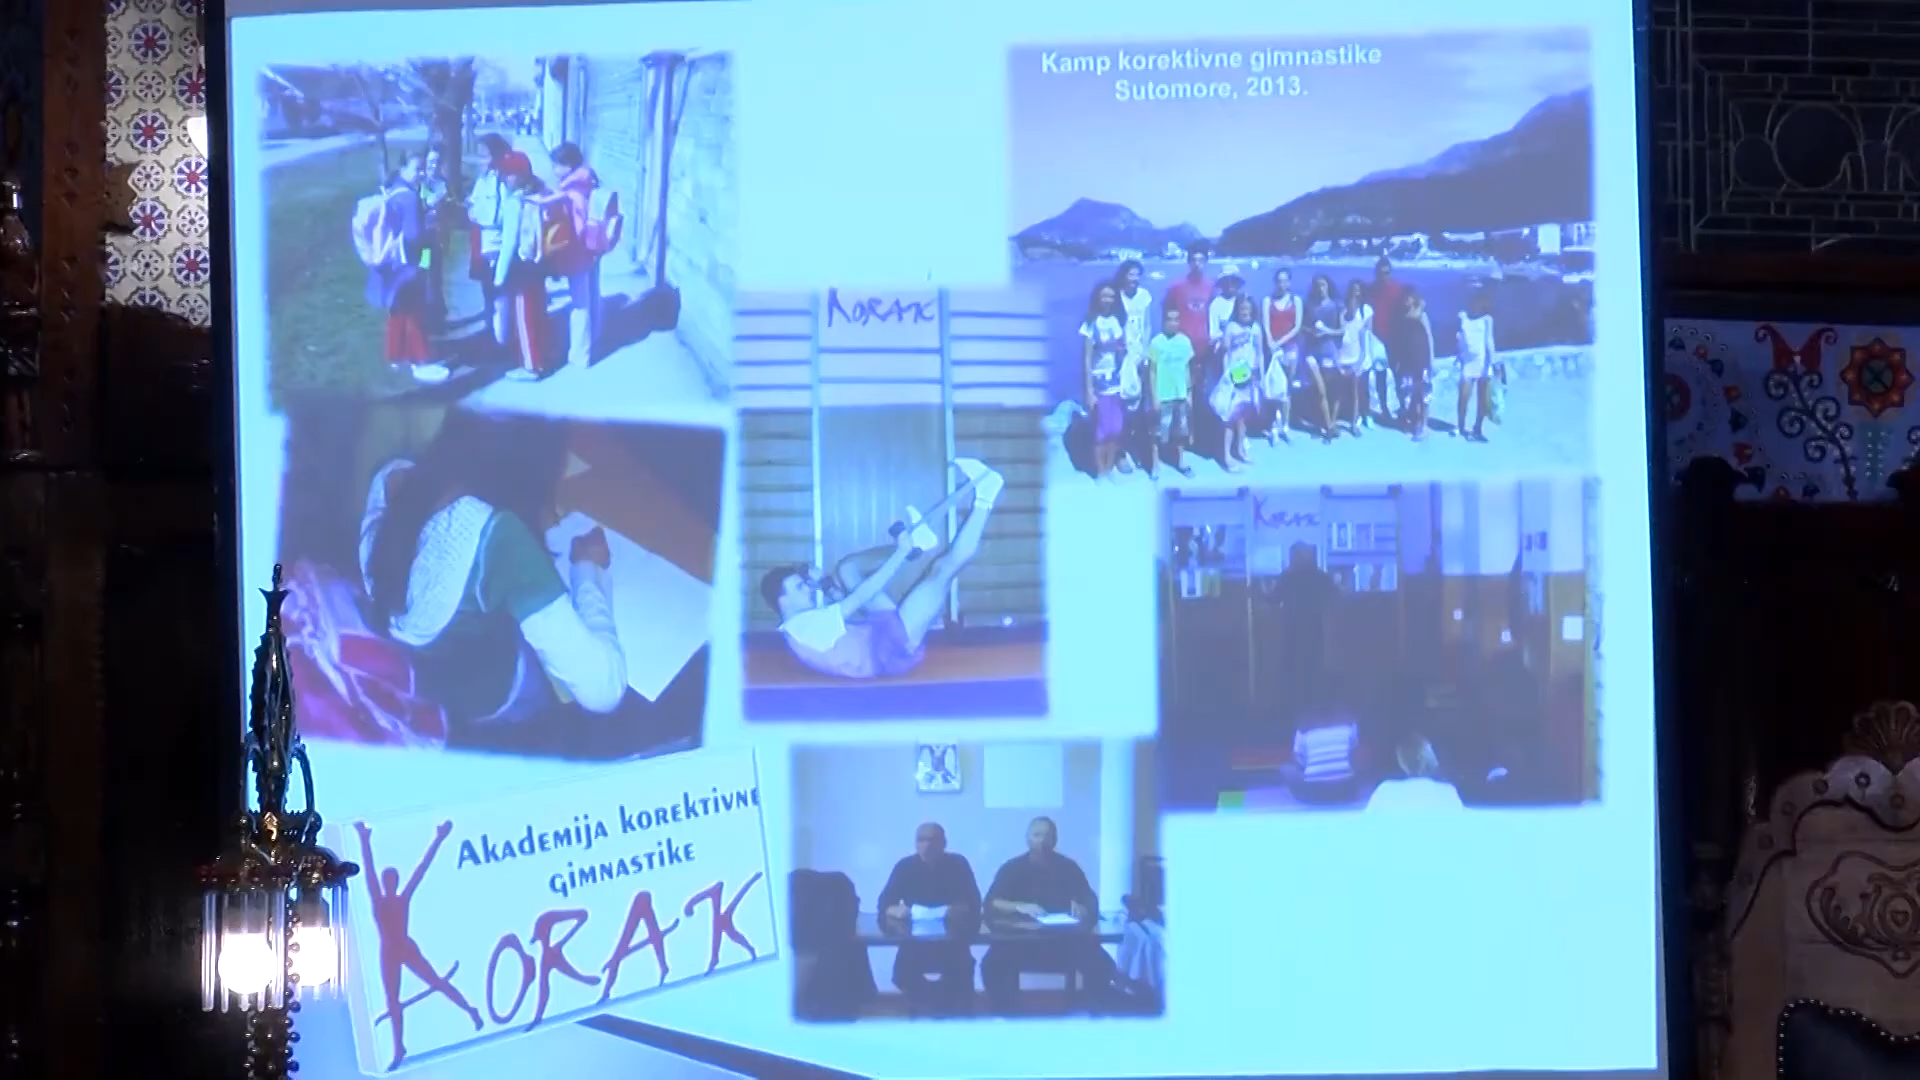 Kamp korektivne gimnastike
Sutomore, 2013.
KORAK
KORAK
Akademija korektivne
gimnastike
KORAK